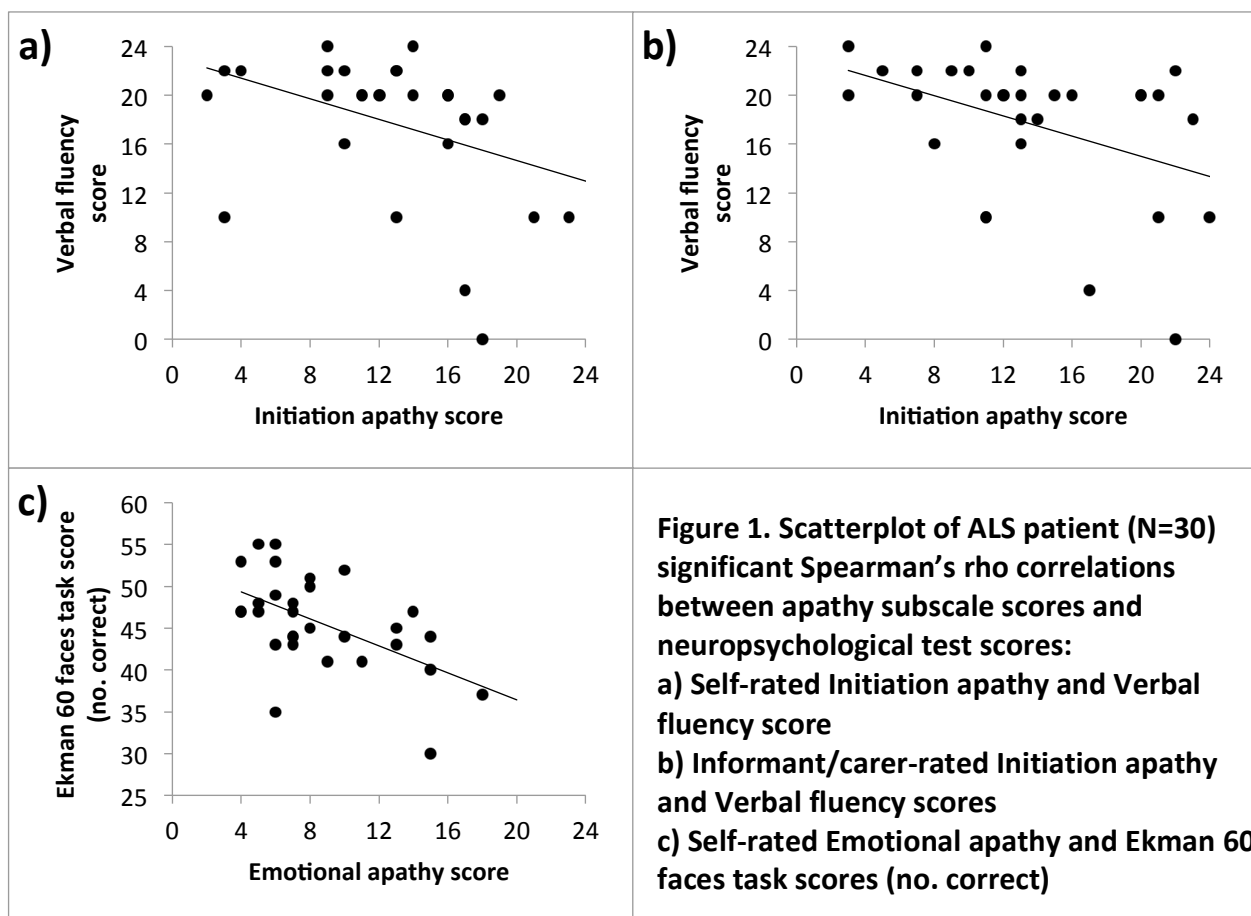 a)
24
20
16
12
8
4
0
Verbal fluency
score
0 4 8 12 16 20 24
Initiation apathy score
b)
24
20
16
12
8
4
0
Verbal fluency
score
0 4 8 12 16 20 24
Initiation apathy score
c)
60
55
50
45
40
35
30
25
Ekman 60 faces task score
(no. correct)
0 4 8 12 16 20 24
Emotional apathy score
Figure 1. Scatterplot of ALS patient (N=30)
significant Spearman's rho correlations
between apathy subscale scores and
neuropsychological test scores:
a) Self-rated Initiation apathy and Verbal
fluency score
b) Informant/carer-rated Initiation apathy
and Verbal fluency scores
c) Self-rated Emotional apathy and Ekman 60
faces task scores (no. correct)